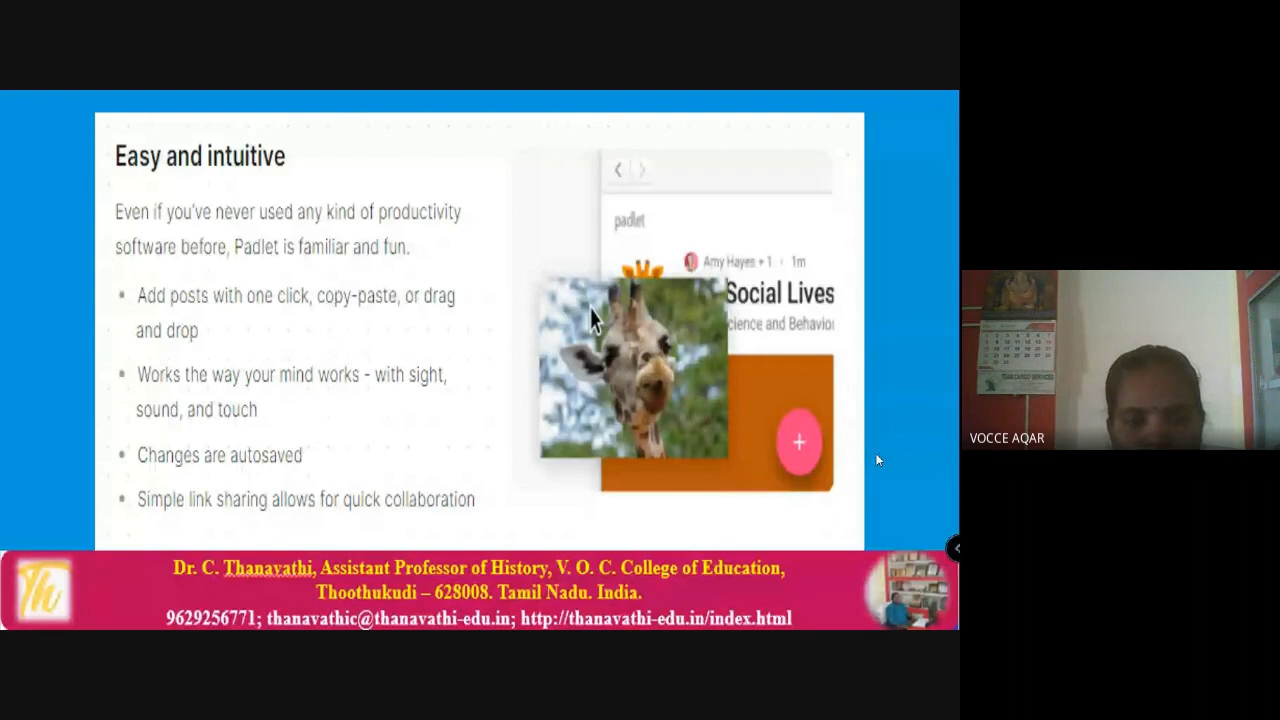 Easy and intuitive
Even if you've never used any kind of productivity
software before, Padlet is familiar and fun.
Add posts with one click, copy-paste, or drag
and drop
Works the way your mind works - with sight,
sound, and touch
Changes are autosaved
Simple link sharing allows for quick collaboration
padlet
Amy Hayes + 1 · 1m
Social Lives
cience and Behavior
+
Th
Dr. C. Thanavathi, Assistant Professor of History, V. O. C. College of Education,
Thoothukudi – 628008. Tamil Nadu. India.
9629256771; thanavathic@thanavathi-edu.in; http://thanavathi-edu.in/index.html
VOCCE AQAR